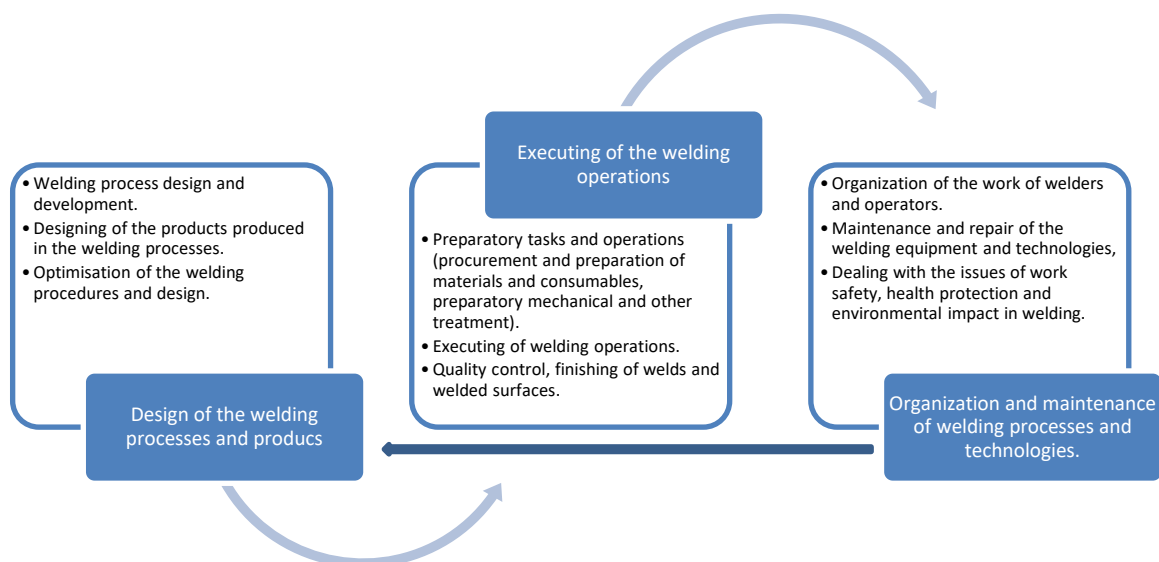 • Welding process design and
development.
• Designing of the products produced
in the welding processes.
• Optimisation of the welding
procedures and design.
Design of the welding
processes and producs
Executing of the welding
operations
• Preparatory tasks and operations
(procurement and preparation of
materials and consumables,
preparatory mechanical and other
treatment).
• Executing of welding operations.
• Quality control, finishing of welds and
welded surfaces.
• Organization of the work of welders
and operators.
• Maintenance and repair of the
welding equipment and technologies,
• Dealing with the issues of work
safety, health protection and
environmental impact in welding.
Organization and maintenance
of welding processes and
technologies.